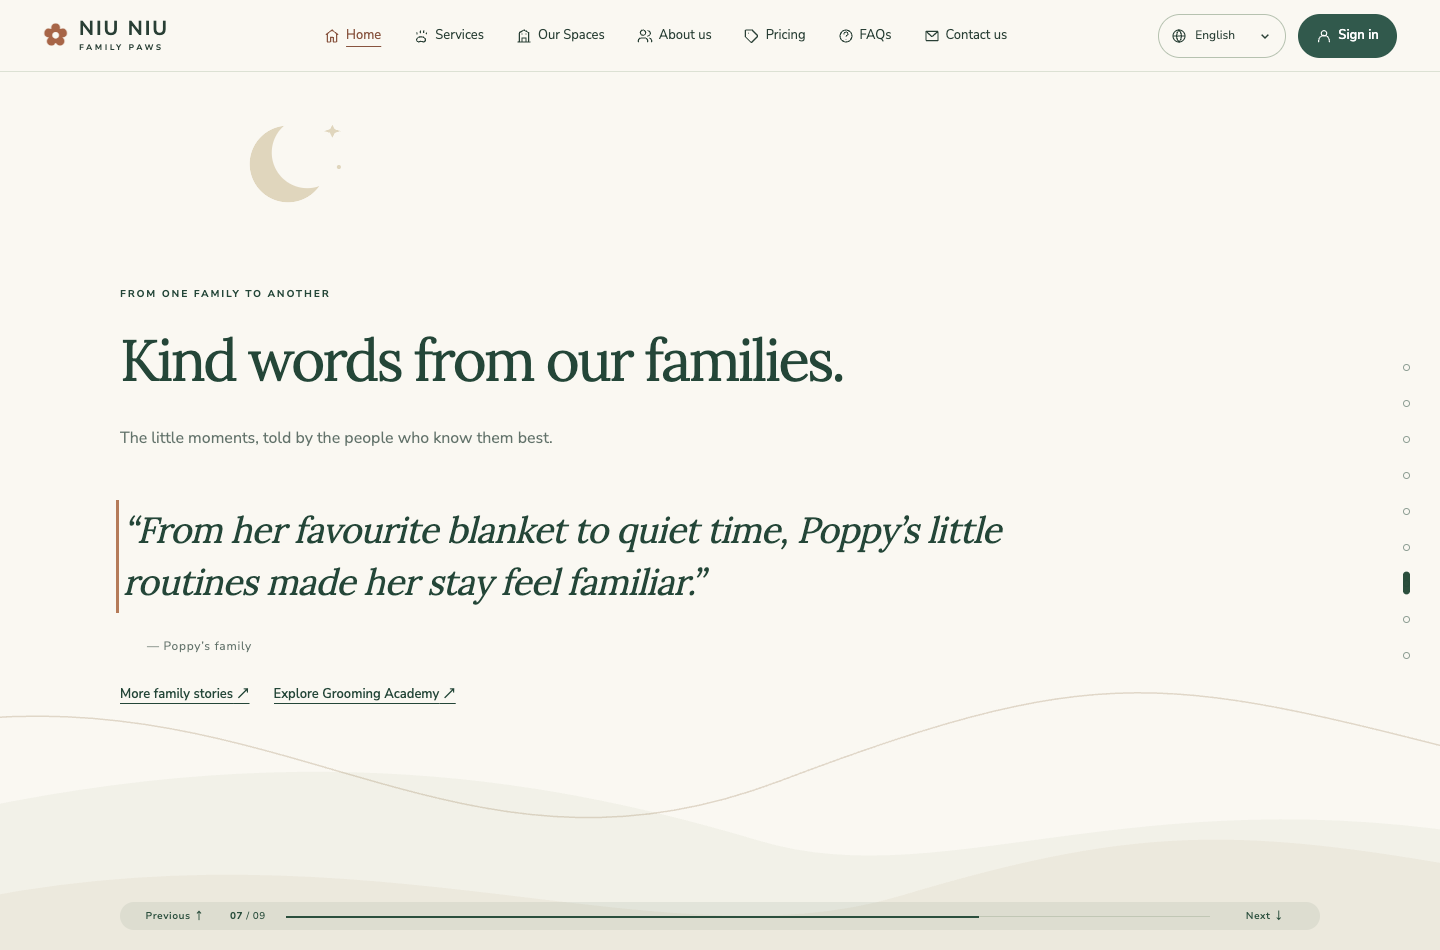 NIU NIU
FAMILY PAWS
Home
Services
Our Spaces
About us
Pricing
FAQs
Contact us
English
Sign in
FROM ONE FAMILY TO ANOTHER
Kind words from our families.
The little moments, told by the people who know them best.
“From her favourite blanket to quiet time, Poppy’s little
routines made her stay feel familiar.”
— Poppy’s family
More family stories ↗
Explore Grooming Academy ↗
Previous ↑
07 / 09
Next ↓